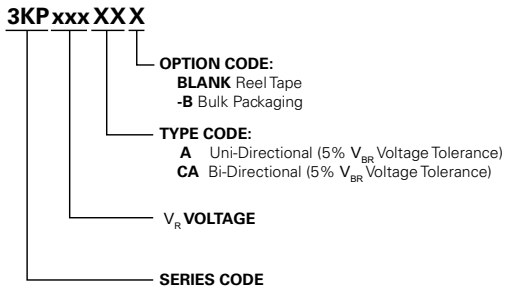 3KPxxxXXX
OPTION CODE:
BLANK Reel Tape
-B Bulk Packaging
TYPE CODE:
A Uni-Directional (5% VBR Voltage Tolerance)
CA Bi-Directional (5% VBR Voltage Tolerance)
VR VOLTAGE
SERIES CODE